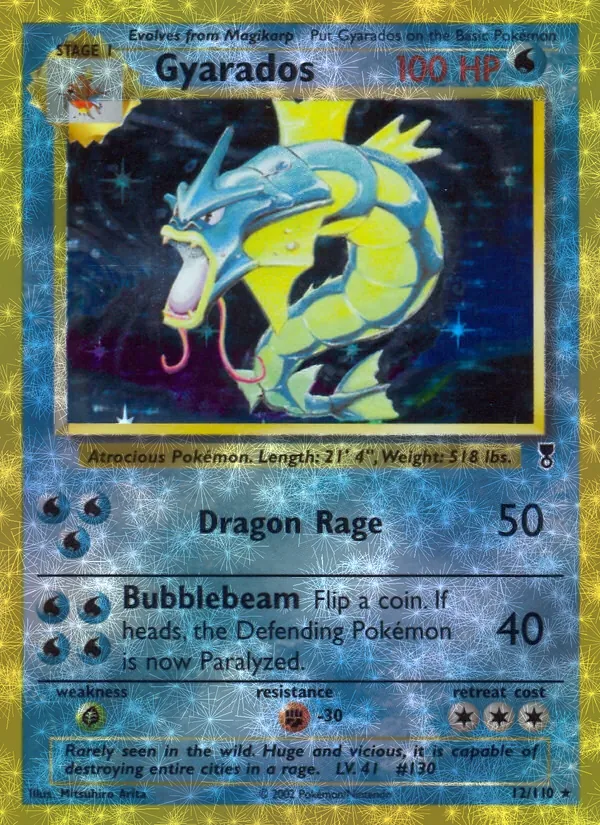 Evolves from Magikarp Put Gyarados on the Basic Pokémon
STAGE 1
Gyarados 100 HP
Atrocious Pokémon. Length: 21' 4", Weight: 518 lbs.
Dragon Rage 50
Bubblebeam Flip a coin. If
heads, the Defending Pokémon 40
is now Paralyzed.
weakness resistance retreat cost
-30
Rarely seen in the wild. Huge and vicious, it is capable of
destroying entire cities in a rage. LV. 41 #130
Illus. Mitsuhiro Arita © 2002 Pokémon/Nintendo 12/110 ★